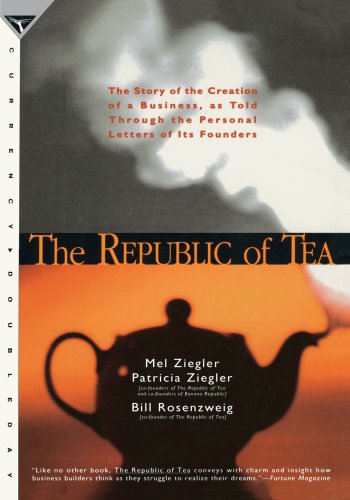 The Story of the Creation
of a Business, as Told
Through the Personal
Letters of Its Founders
The REPUBLIC of TEA
Mel Ziegler
Patricia Ziegler
[co-founders of The Republic of Tea
and co-founders of Banana Republic]
Bill Rosenzweig
[co-founder of The Republic of Tea]
"Like no other book, The Republic of Tea conveys with charm and insight how
business builders think as they struggle to realize their dreams."—Fortune Magazine
CURRENCY DOUBLEDAY